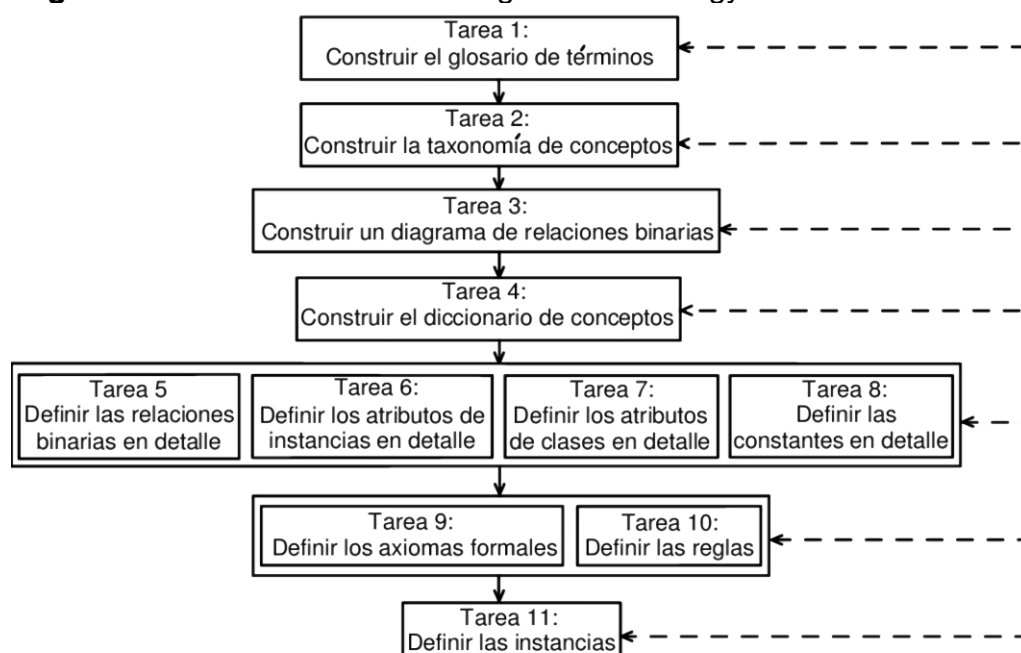 Tarea 1:
Construir el glosario de términos
Tarea 2:
Construir la taxonomía de conceptos
Tarea 3:
Construir un diagrama de relaciones binarias
Tarea 4:
Construir el diccionario de conceptos
Tarea 5
Definir las relaciones
binarias en detalle
Tarea 6:
Definir los atributos de
instancias en detalle
Tarea 7:
Definir los atributos
de clases en detalle
Tarea 8:
Definir las
constantes en detalle
Tarea 9:
Definir los axiomas formales
Tarea 10:
Definir las reglas
Tarea 11:
Definir las instancias